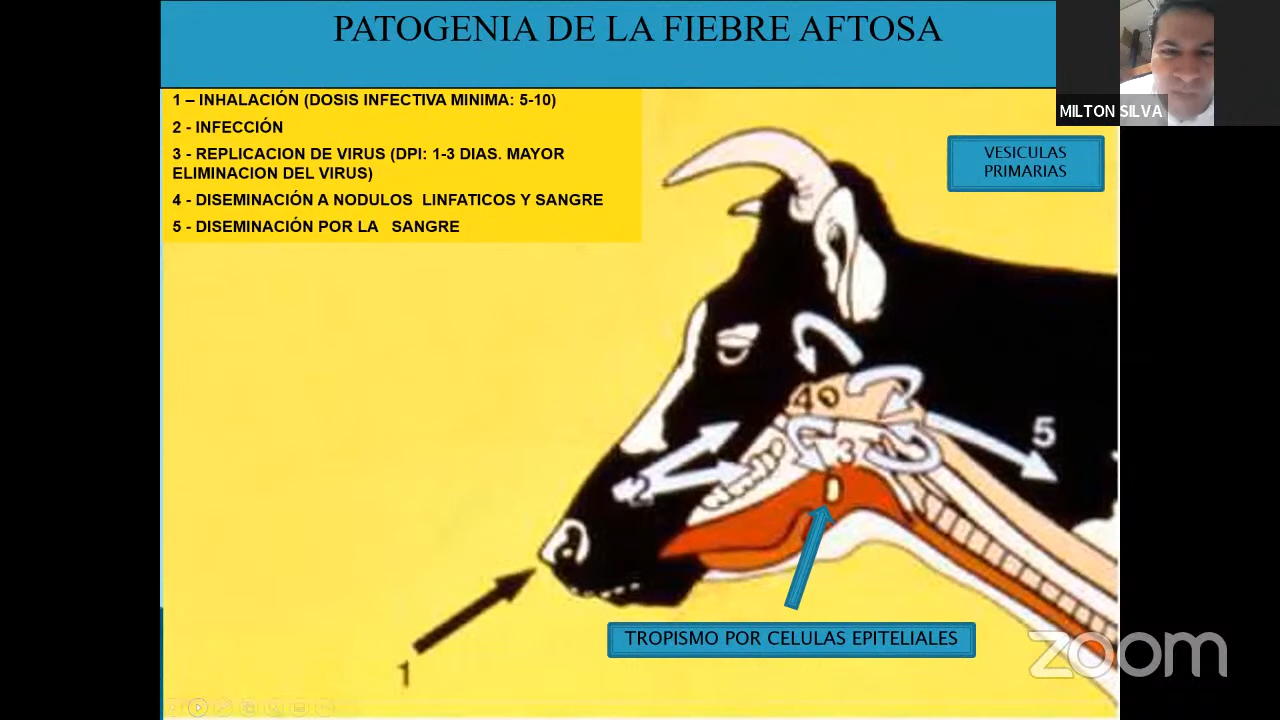 PATOGENIA DE LA FIEBRE AFTOSA
MILTON SILVA
1 – INHALACIÓN (DOSIS INFECTIVA MINIMA: 5-10)
2 - INFECCIÓN
3 - REPLICACION DE VIRUS (DPI: 1-3 DIAS. MAYOR
ELIMINACION DEL VIRUS)
4 - DISEMINACIÓN A NODULOS LINFATICOS Y SANGRE
5 - DISEMINACIÓN POR LA SANGRE
VESICULAS
PRIMARIAS
4
5
3
2
1
TROPISMO POR CELULAS EPITELIALES
zoom